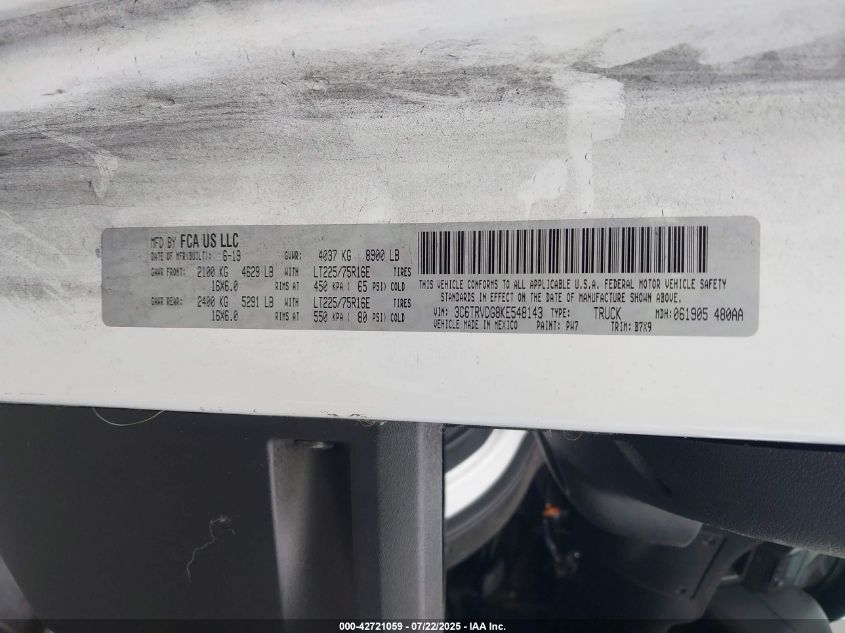 MFD BY FCA US LLC
DATE OF MFR(BUILT): 6-19 GVWR: 4037 KG 8900 LB
GAWR FRONT: 2100 KG 4629 LB WITH LT225/75R16E TIRES
16X6.0 RIMS AT 450 KPA ( 65 PSI) COLD
GAWR REAR: 2400 KG 5291 LB WITH LT225/75R16E TIRES
16X6.0 RIMS AT 550 KPA ( 80 PSI) COLD
THIS VEHICLE CONFORMS TO ALL APPLICABLE U.S.A. FEDERAL MOTOR VEHICLE SAFETY
STANDARDS IN EFFECT ON THE DATE OF MANUFACTURE SHOWN ABOVE.
VIN: 3C6TRVDG8KE548143 TYPE: TRUCK MDH: 061905 480AA
VEHICLE MADE IN MEXICO PAINT: PW7 TRIM: B7X9
000-42721059 - 07/22/2025 - IAA Inc.